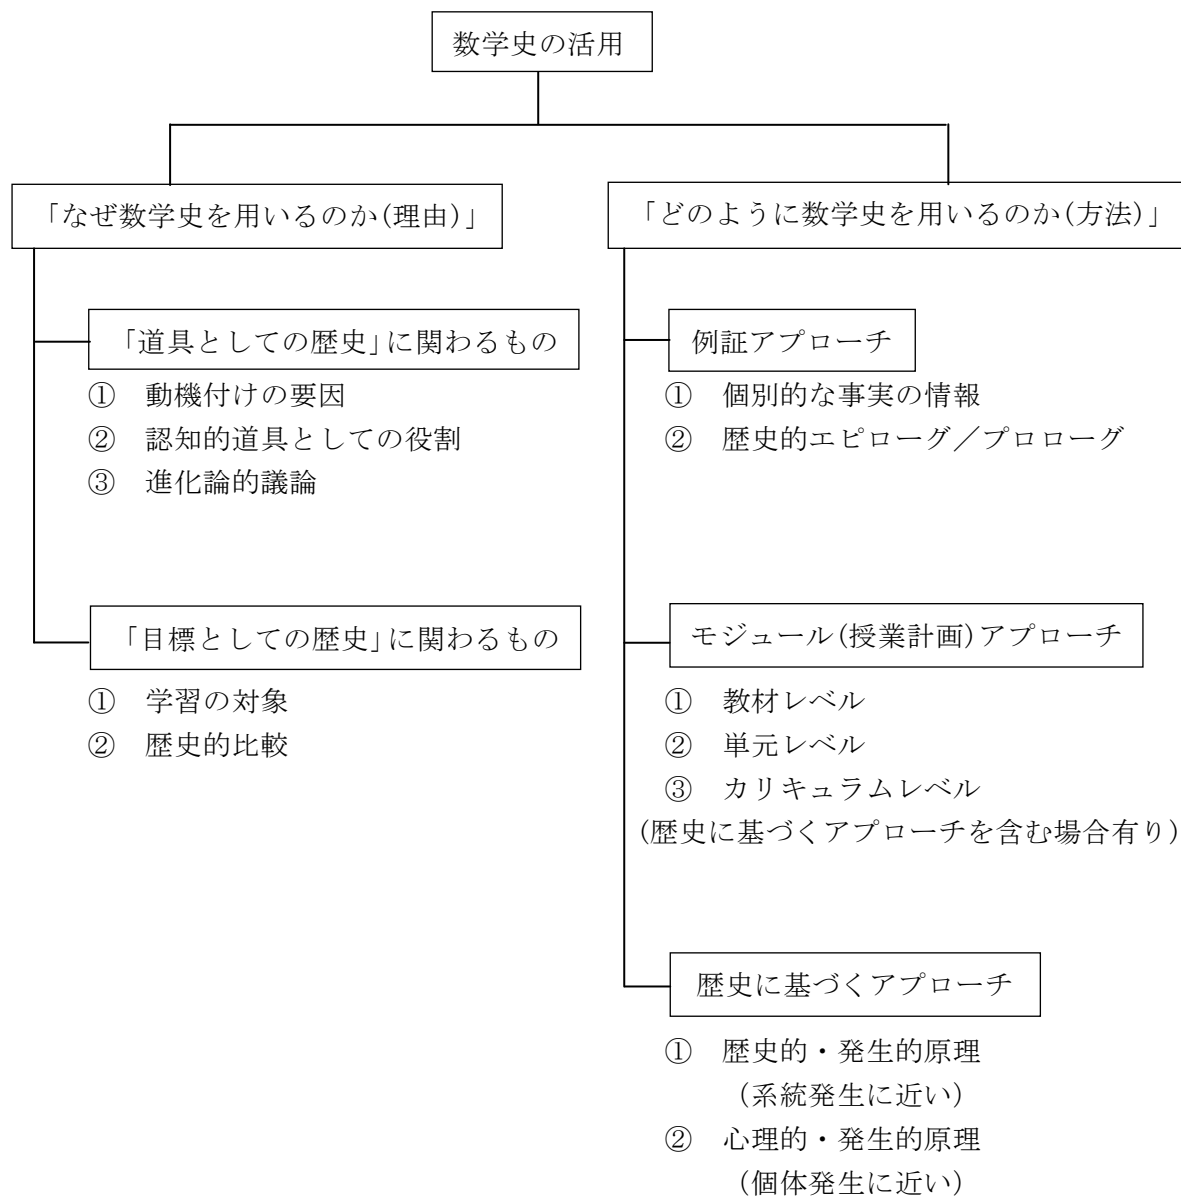 数学史の活用
「なぜ数学史を用いるのか(理由)」
「道具としての歴史」に関わるもの
① 動機付けの要因
② 認知的道具としての役割
③ 進化論的議論
「目標としての歴史」に関わるもの
① 学習の対象
② 歴史的比較
「どのように数学史を用いるのか(方法)」
例証アプローチ
① 個別的な事実の情報
② 歴史的エピローグ／プロローグ
モジュール(授業計画)アプローチ
① 教材レベル
② 単元レベル
③ カリキュラムレベル
(歴史に基づくアプローチを含む場合有り)
歴史に基づくアプローチ
① 歴史的・発生的原理
（系統発生に近い）
② 心理的・発生的原理
（個体発生に近い）